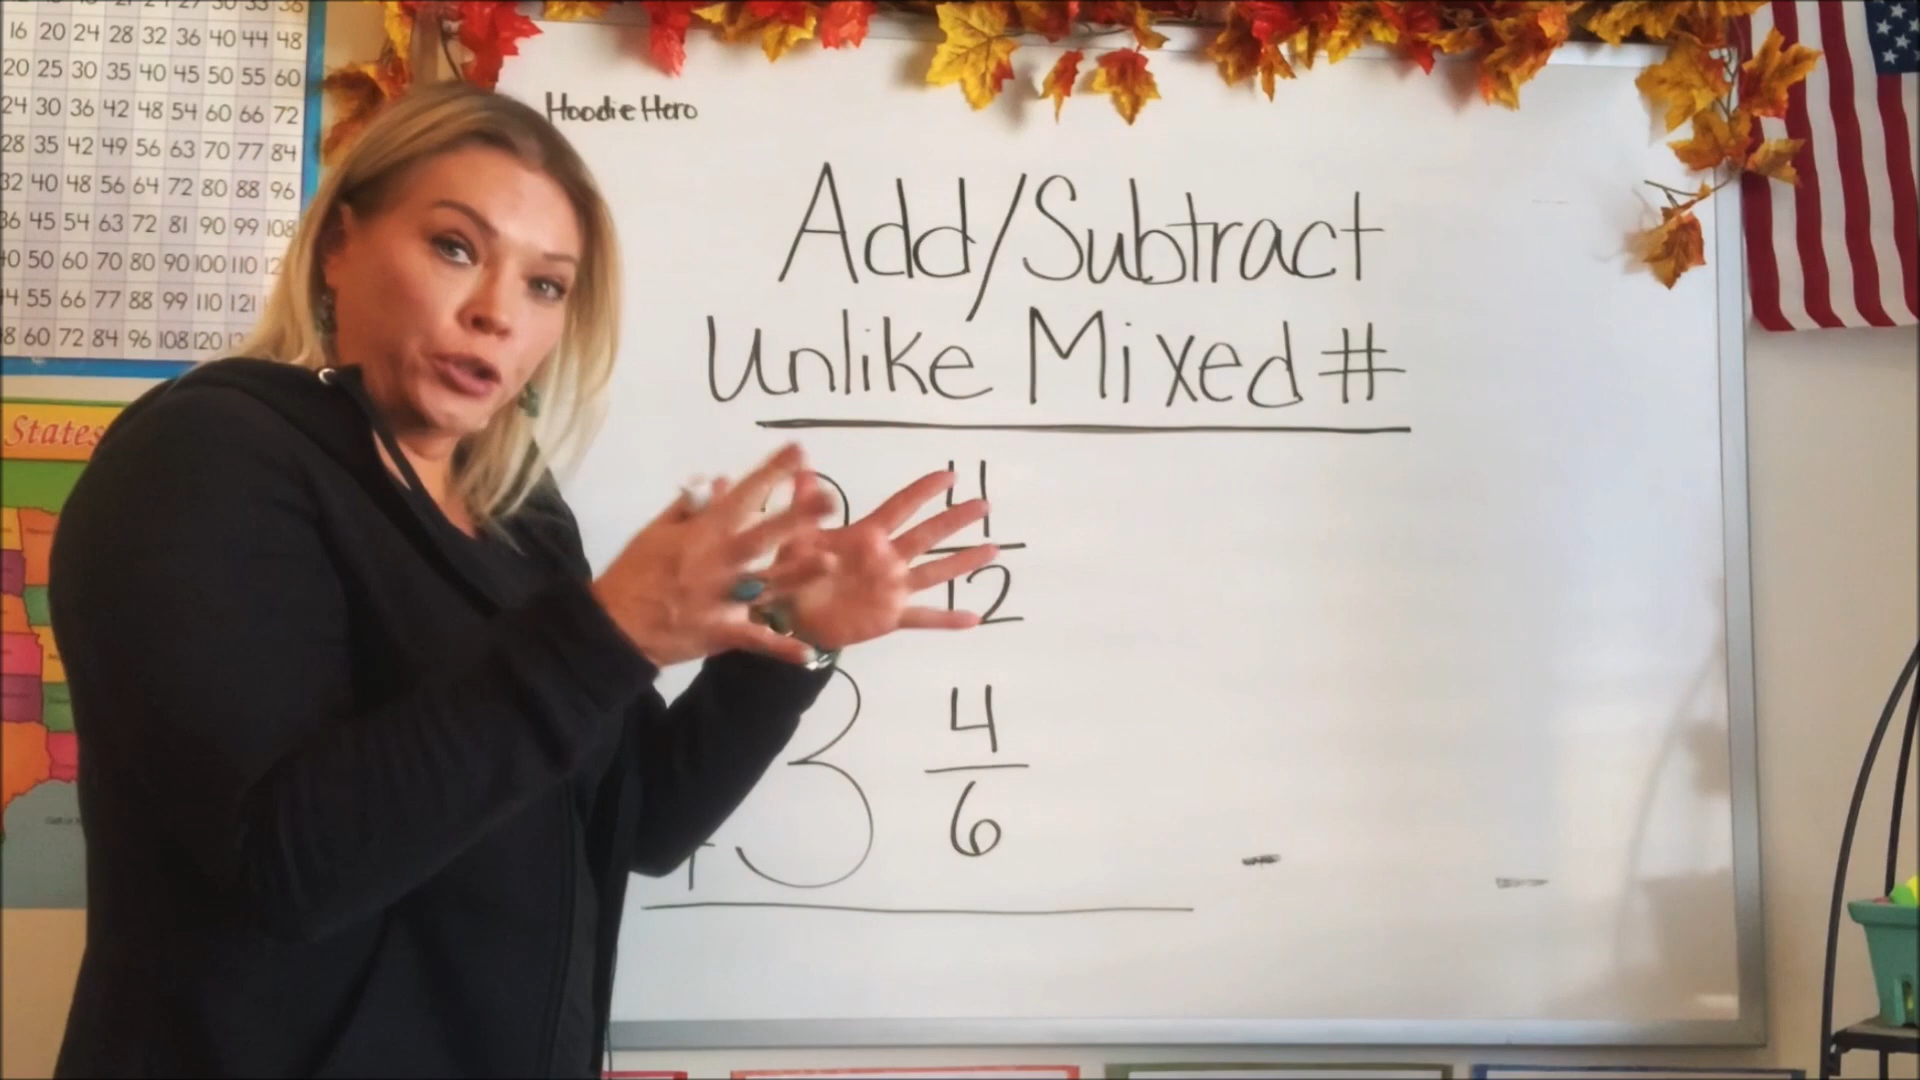 16 20 24 28 32 36 40 44 48
20 25 30 35 40 45 50 55 60
24 30 36 42 48 54 60 66 72
28 35 42 49 56 63 70 77 84
32 40 48 56 64 72 80 88 96
36 45 54 63 72 81 90 99 108
40 50 60 70 80 90 100 110
44 55 66 77 88 99 110 121
60 72 84 96 108 120
States
Hoodie Hero
Add/Subtract
Unlike Mixed #
4
12
3 4
6
+